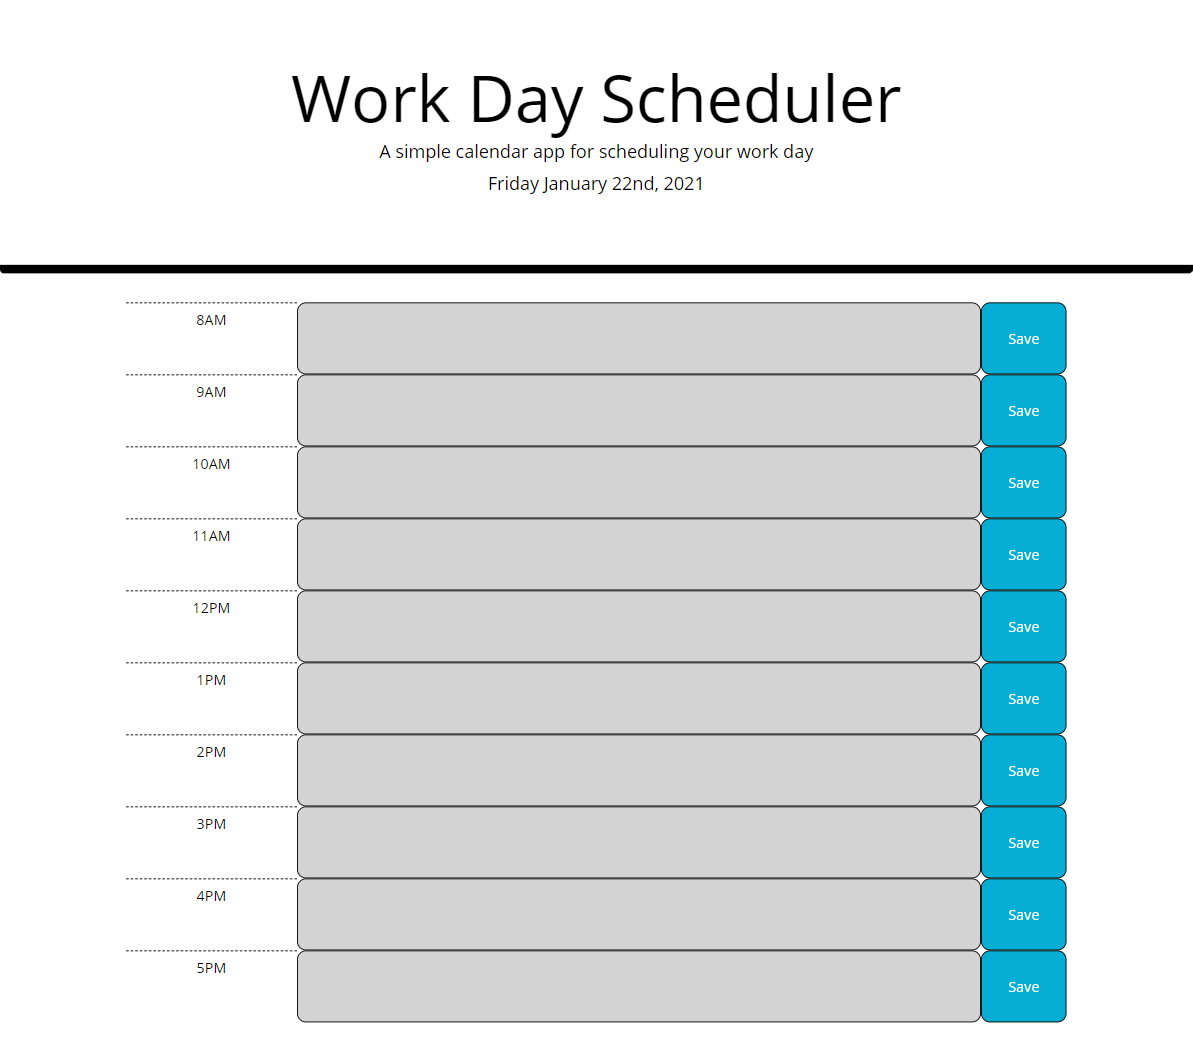 Work Day Scheduler
A simple calendar app for scheduling your work day
Friday January 22nd, 2021
8AM
Save
9AM
Save
10AM
Save
11AM
Save
12PM
Save
1PM
Save
2PM
Save
3PM
Save
4PM
Save
5PM
Save